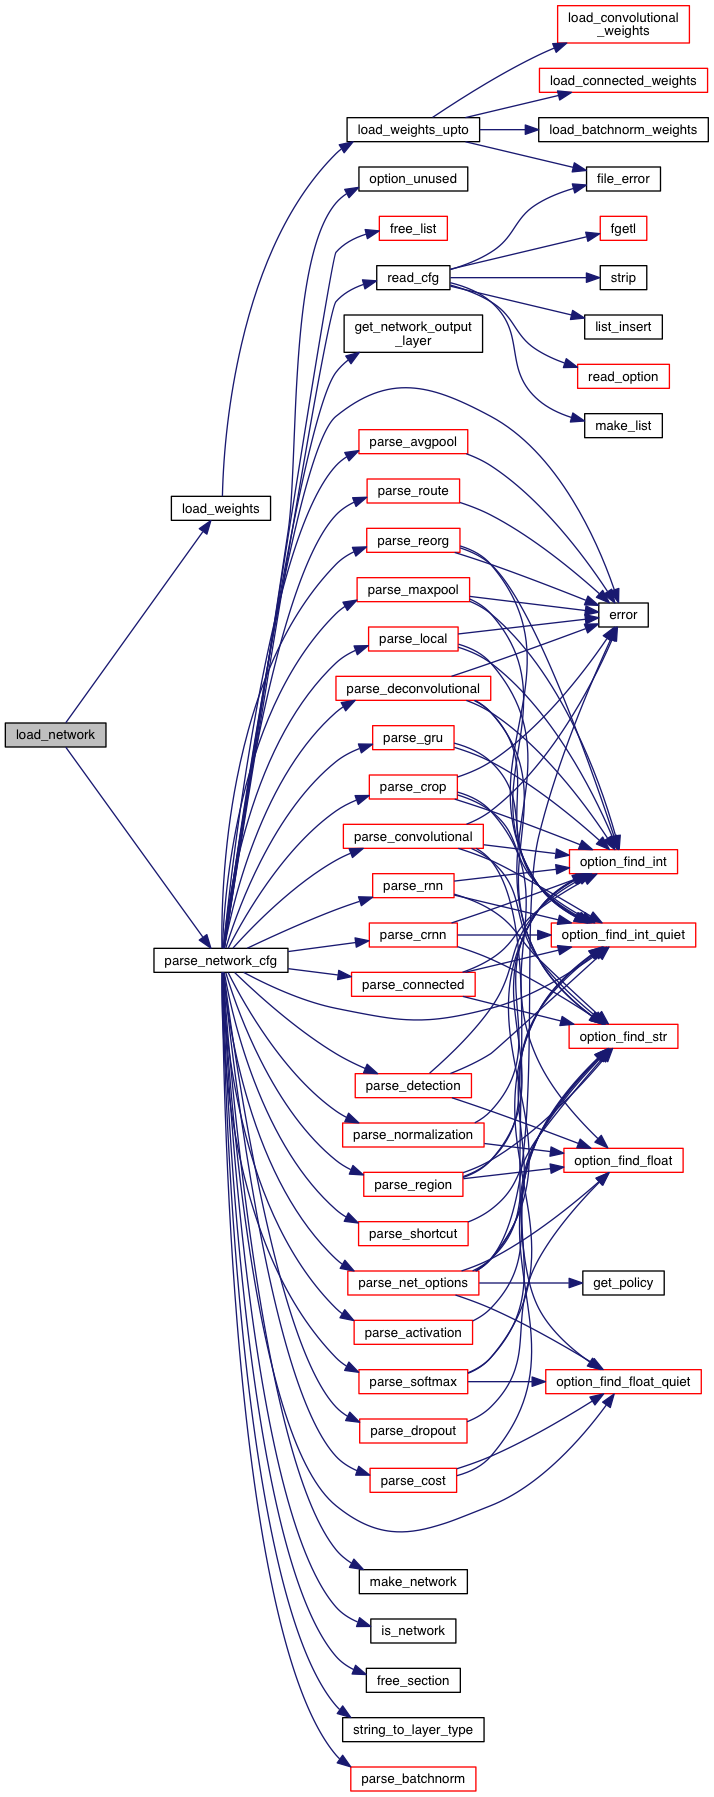 load_convolutional
_weights
load_connected_weights
load_weights_upto
load_batchnorm_weights
option_unused
file_error
free_list
fgetl
read_cfg
strip
get_network_output
_layer
list_insert
read_option
make_list
parse_avgpool
parse_route
load_weights
parse_reorg
parse_maxpool
error
parse_local
parse_deconvolutional
load_network
parse_gru
parse_crop
parse_convolutional
option_find_int
parse_rnn
parse_crnn
option_find_int_quiet
parse_network_cfg
parse_connected
option_find_str
parse_detection
parse_normalization
option_find_float
parse_region
parse_shortcut
parse_net_options
get_policy
parse_activation
parse_softmax
option_find_float_quiet
parse_dropout
parse_cost
make_network
is_network
free_section
string_to_layer_type
parse_batchnorm